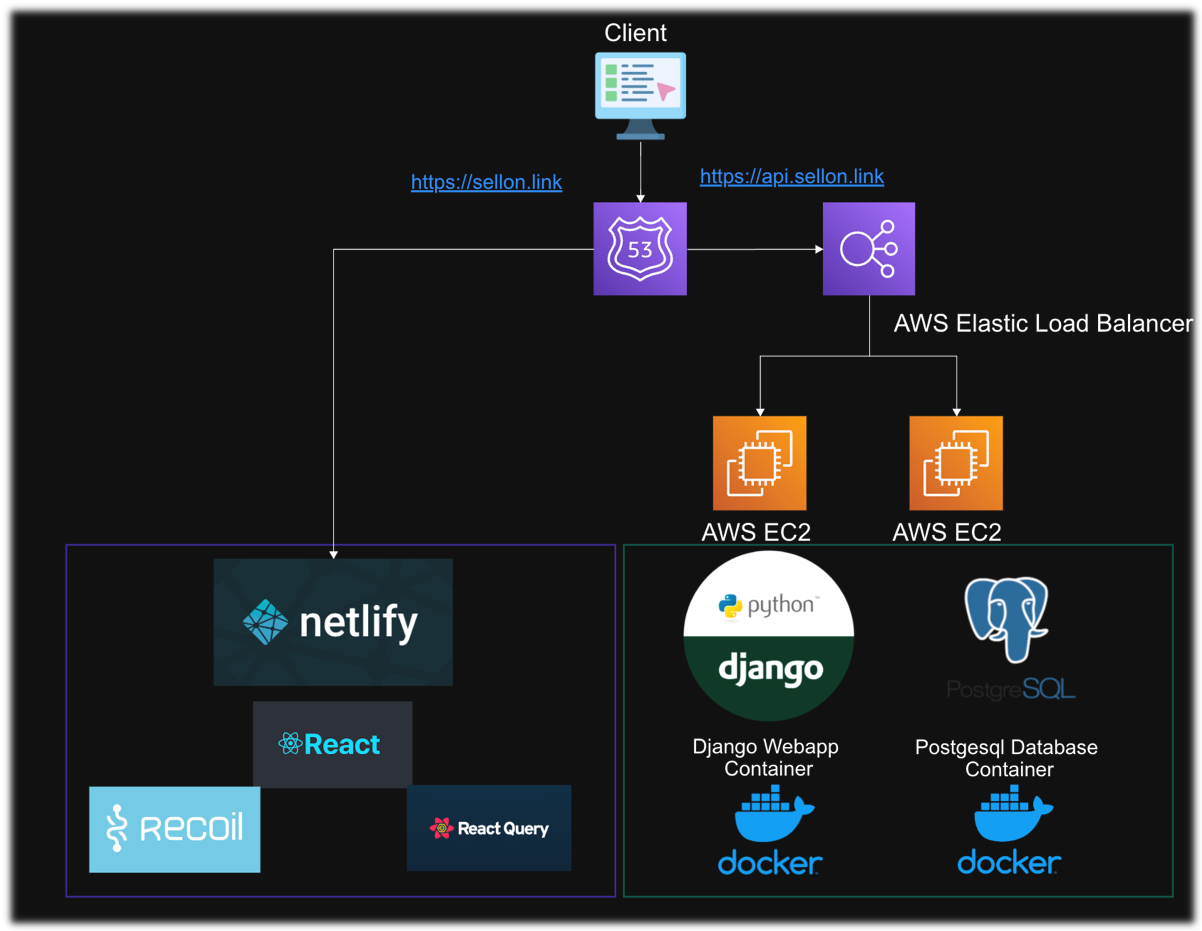 Client
https://sellon.link
https://api.sellon.link
53
AWS Elastic Load Balancer
AWS EC2
AWS EC2
netlify
python™
django
PostgreSQL
React
Django Webapp
Container
Postgesql Database
Container
Recoil
React Query
docker
docker